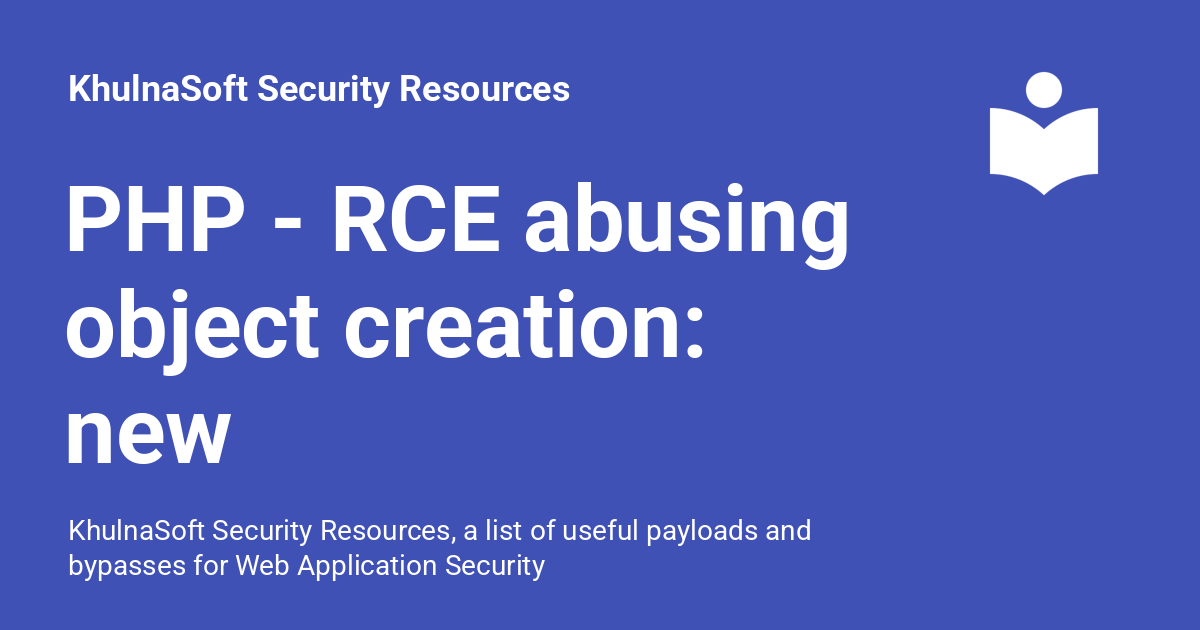 KhulnaSoft Security Resources
PHP - RCE abusing
object creation:
new
KhulnaSoft Security Resources, a list of useful payloads and
bypasses for Web Application Security